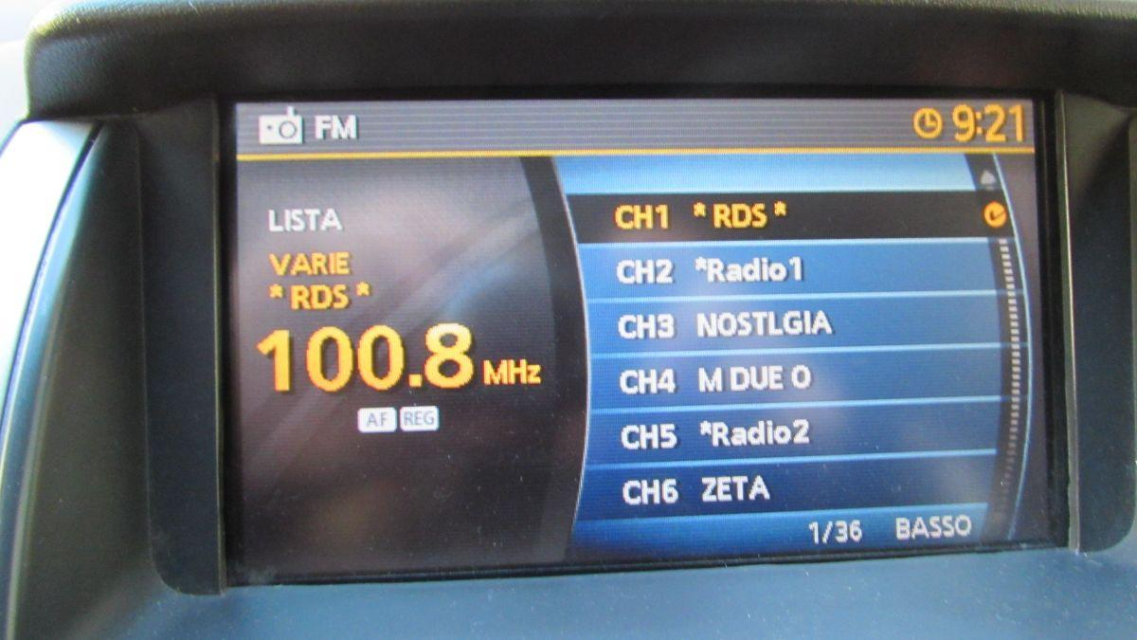 FM
9:21
LISTA
VARIE
* RDS *
100.8 MHz
AF REG
CH1 * RDS *
CH2 *Radio1
CH3 NOSTLGIA
CH4 M DUE O
CH5 *Radio2
CH6 ZETA
1/36 BASSO